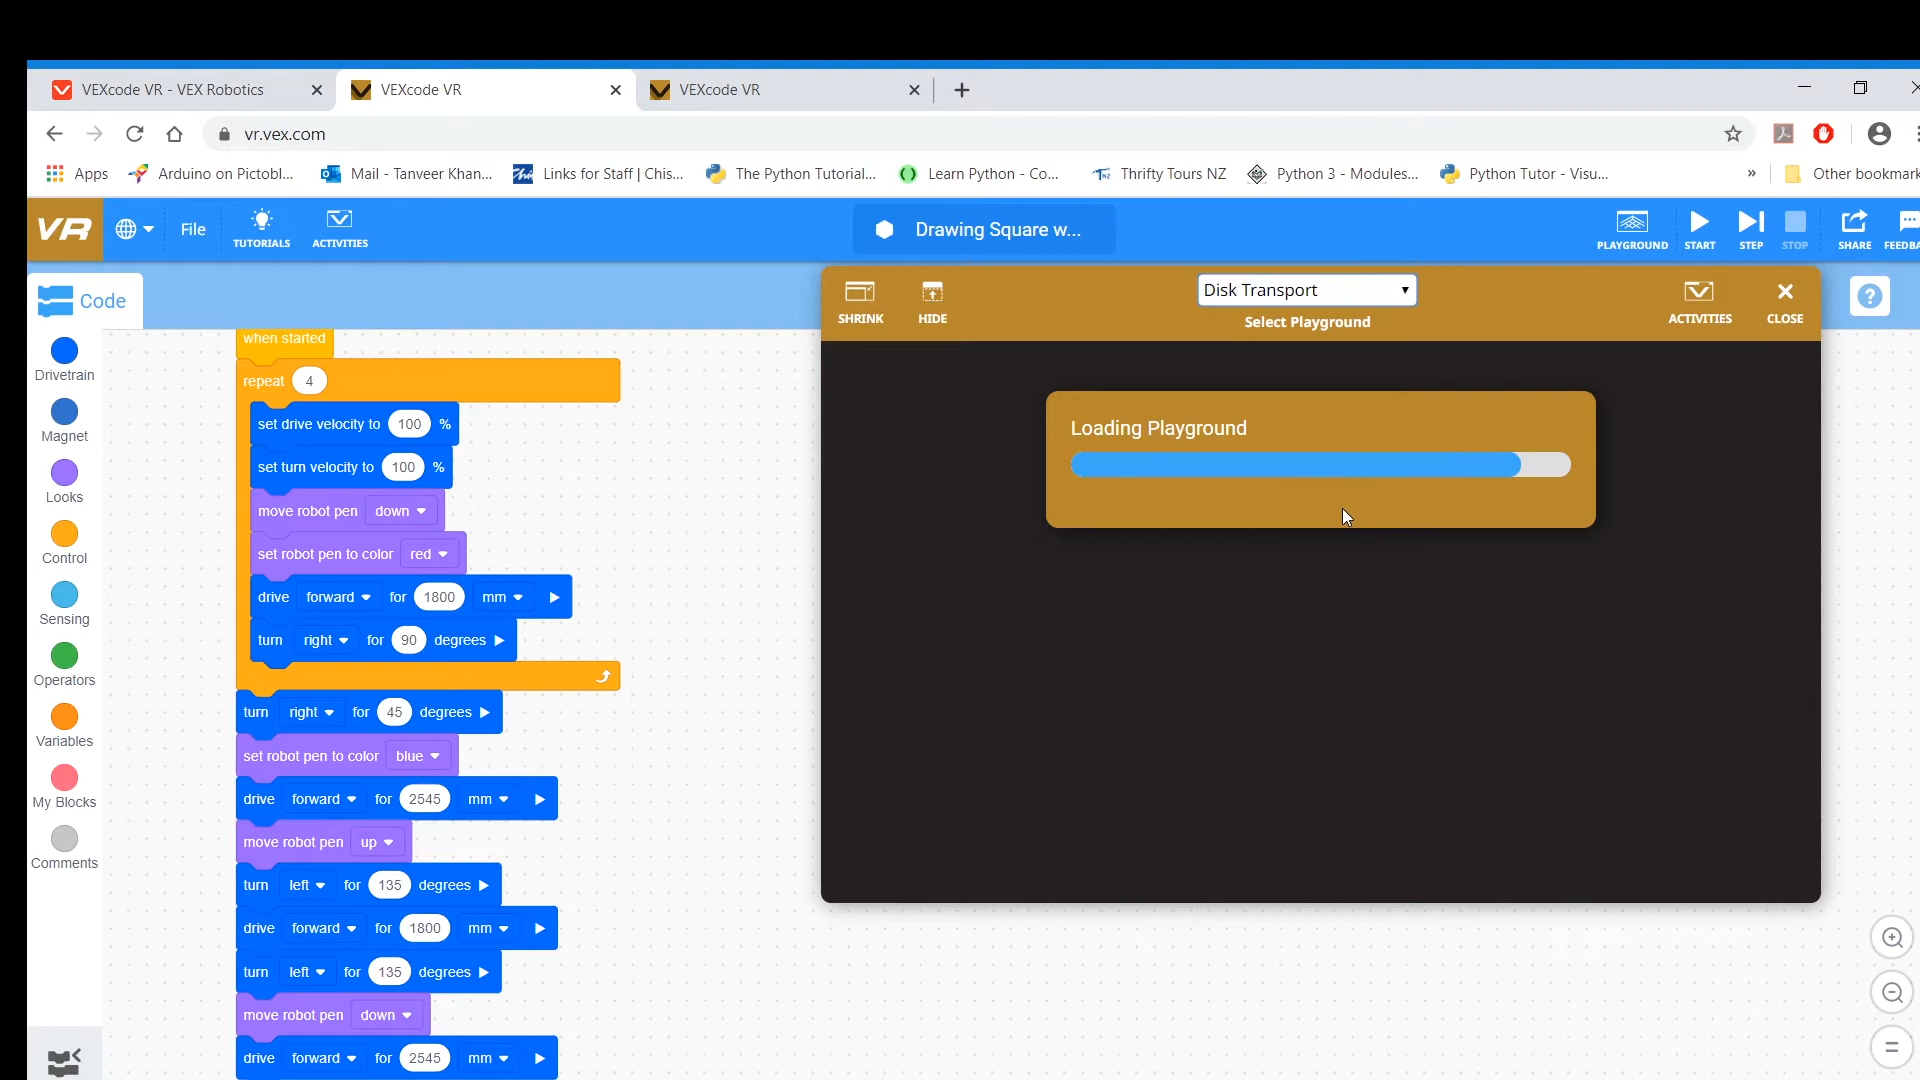 VEXcode VR - VEX Robotics
VEXcode VR
VEXcode VR
vr.vex.com
Apps
Arduino on Pictobl...
Mail - Tanveer Khan...
Links for Staff | Chis...
The Python Tutorial...
Learn Python - Co...
Thrifty Tours NZ
Python 3 - Modules...
Python Tutor - Visu...
»
Other bookmark
VR
File
TUTORIALS
ACTIVITIES
Drawing Square w...
PLAYGROUND
START
STEP
STOP
SHARE
FEEDBA
Code
SHRINK
HIDE
Disk Transport
Select Playground
ACTIVITIES
CLOSE
?
Loading Playground
Drivetrain
Magnet
Looks
Control
Sensing
Operators
Variables
My Blocks
Comments
when started
repeat 4
set drive velocity to 100 %
set turn velocity to 100 %
move robot pen down
set robot pen to color red
drive forward for 1800 mm
turn right for 90 degrees
turn right for 45 degrees
set robot pen to color blue
drive forward for 2545 mm
move robot pen up
turn left for 135 degrees
drive forward for 1800 mm
turn left for 135 degrees
move robot pen down
drive forward for 2545 mm